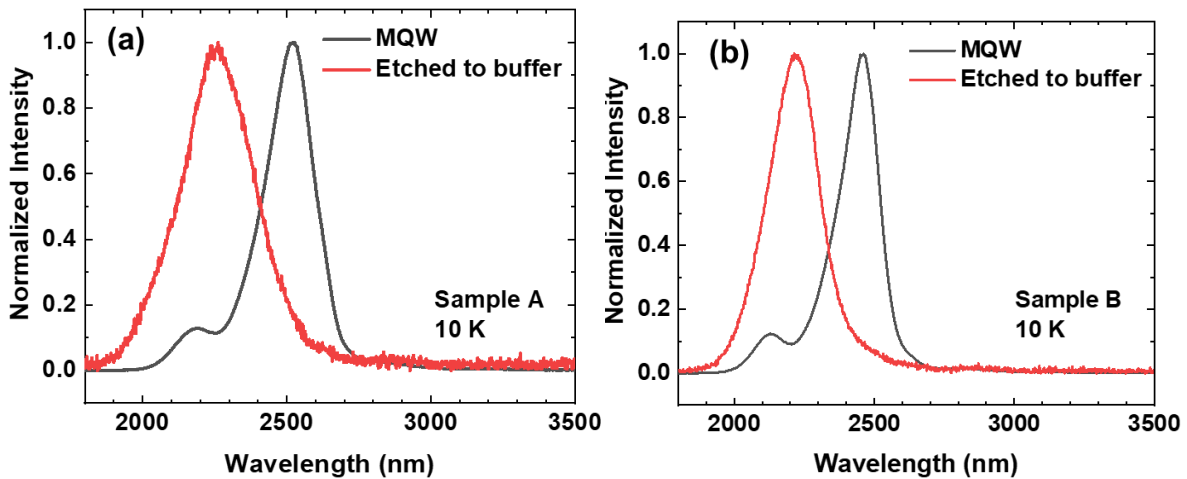 (a)
MQW
Etched to buffer
Sample A
10 K
Normalized Intensity
1.0
0.8
0.6
0.4
0.2
0.0
2000 2500 3000 3500
Wavelength (nm)
(b)
MQW
Etched to buffer
Sample B
10 K
Normalized Intensity
1.0
0.8
0.6
0.4
0.2
0.0
2000 2500 3000 3500
Wavelength (nm)